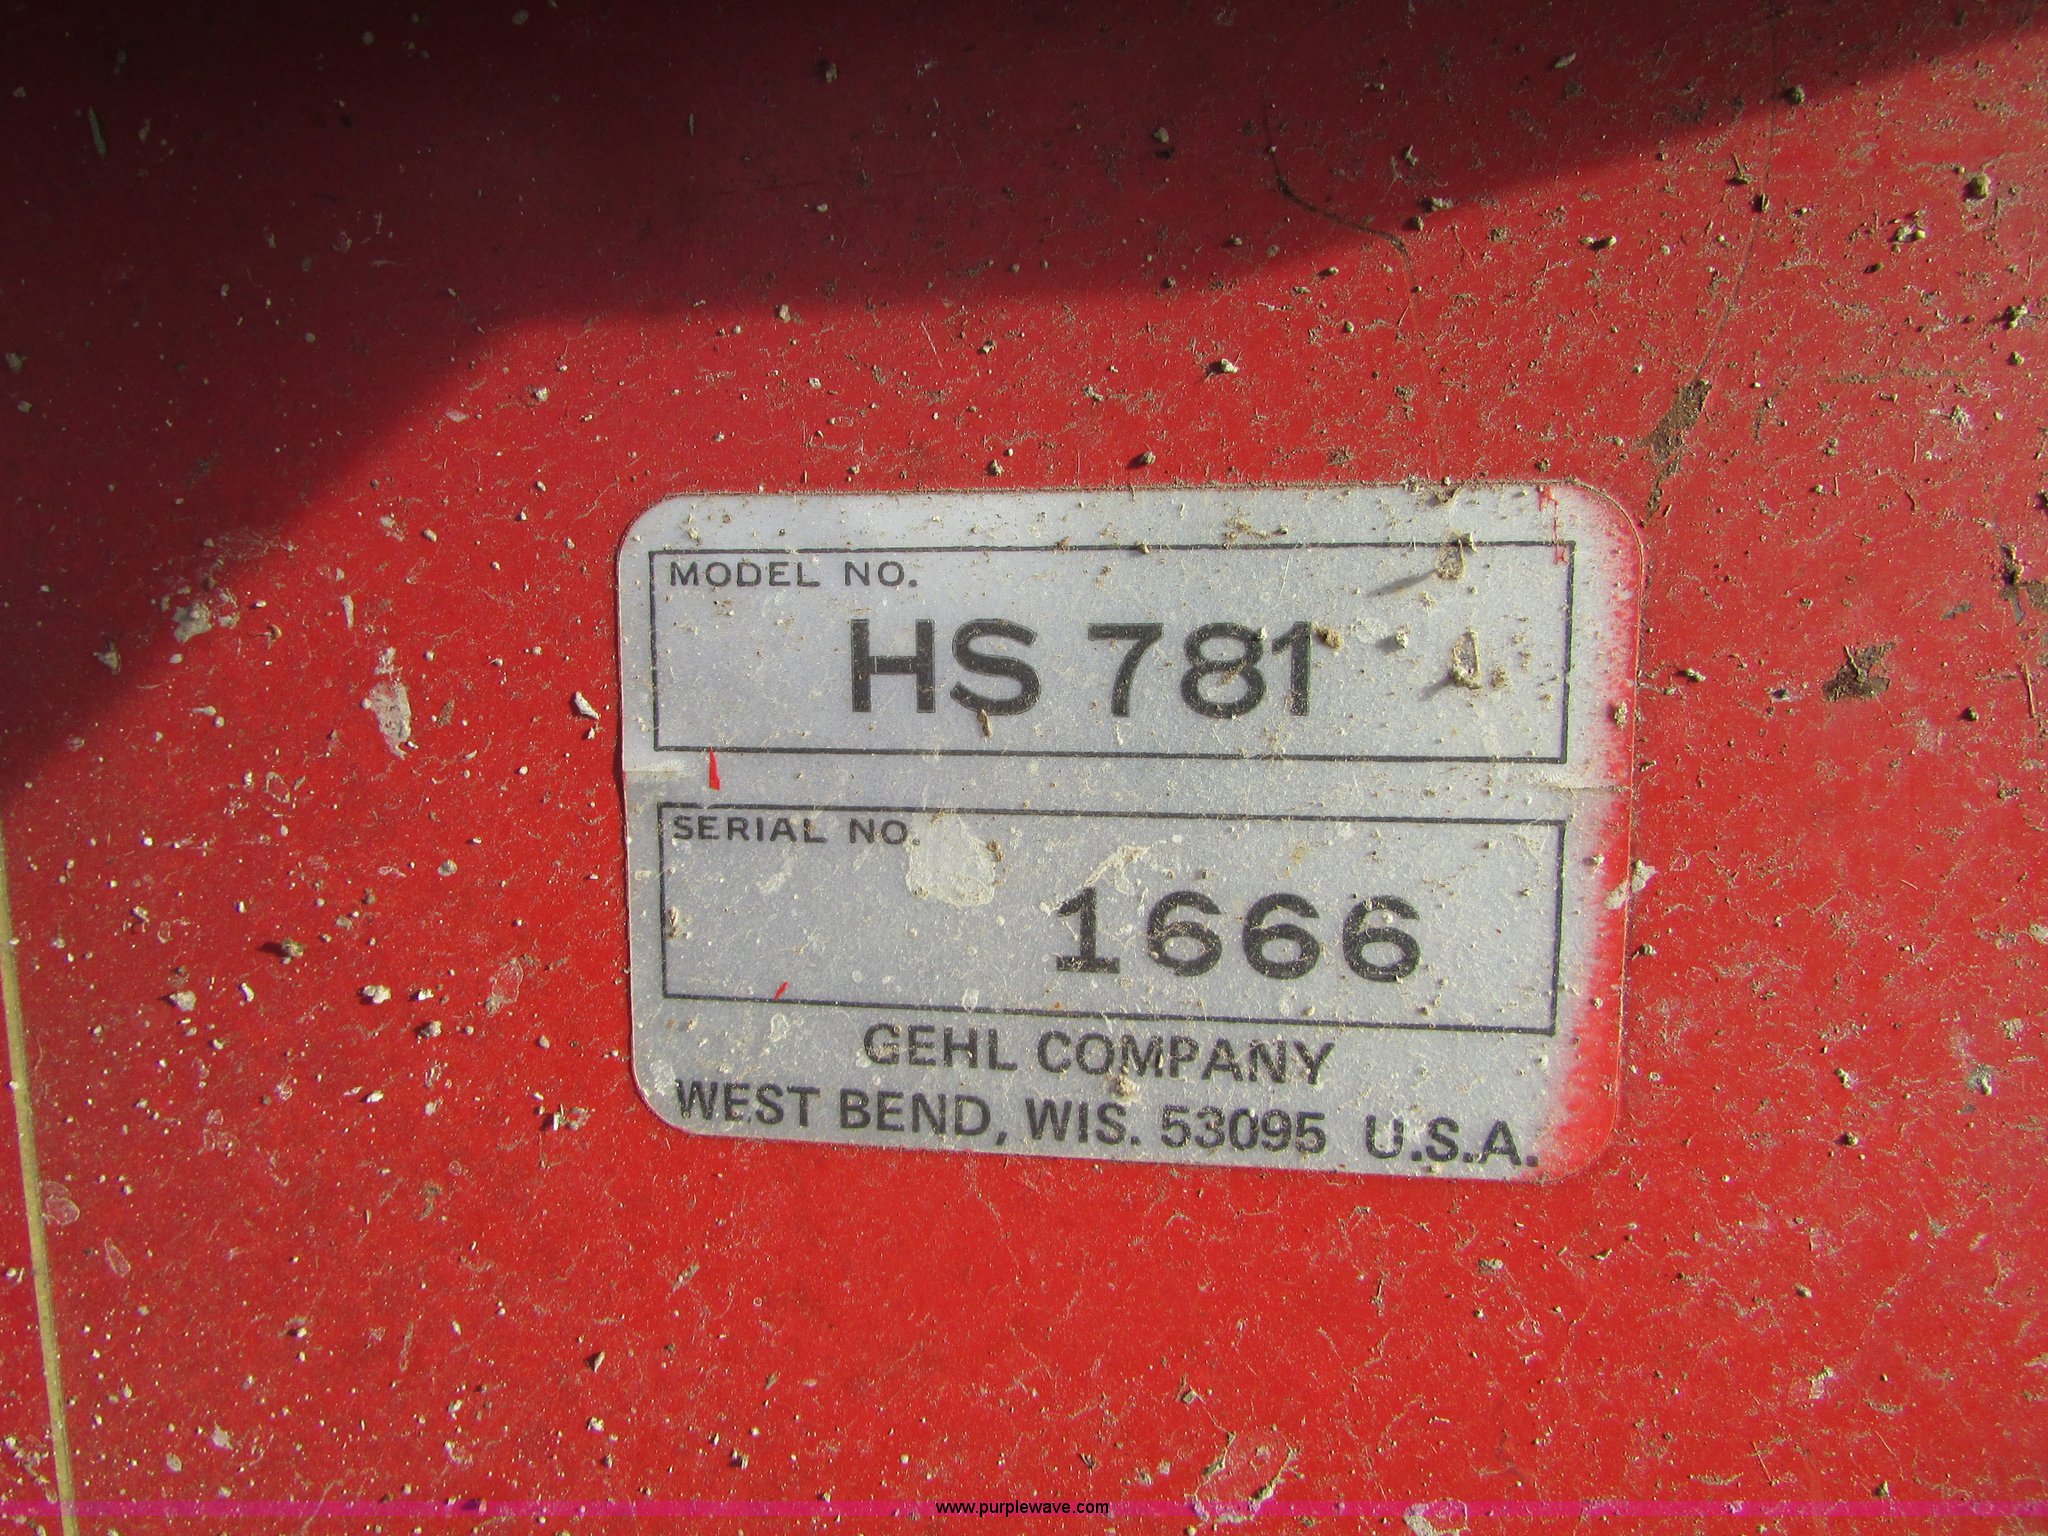 MODEL NO.
HS 781
SERIAL NO.
1666
GEHL COMPANY
WEST BEND, WIS. 53095 U.S.A.
www.purplewave.com